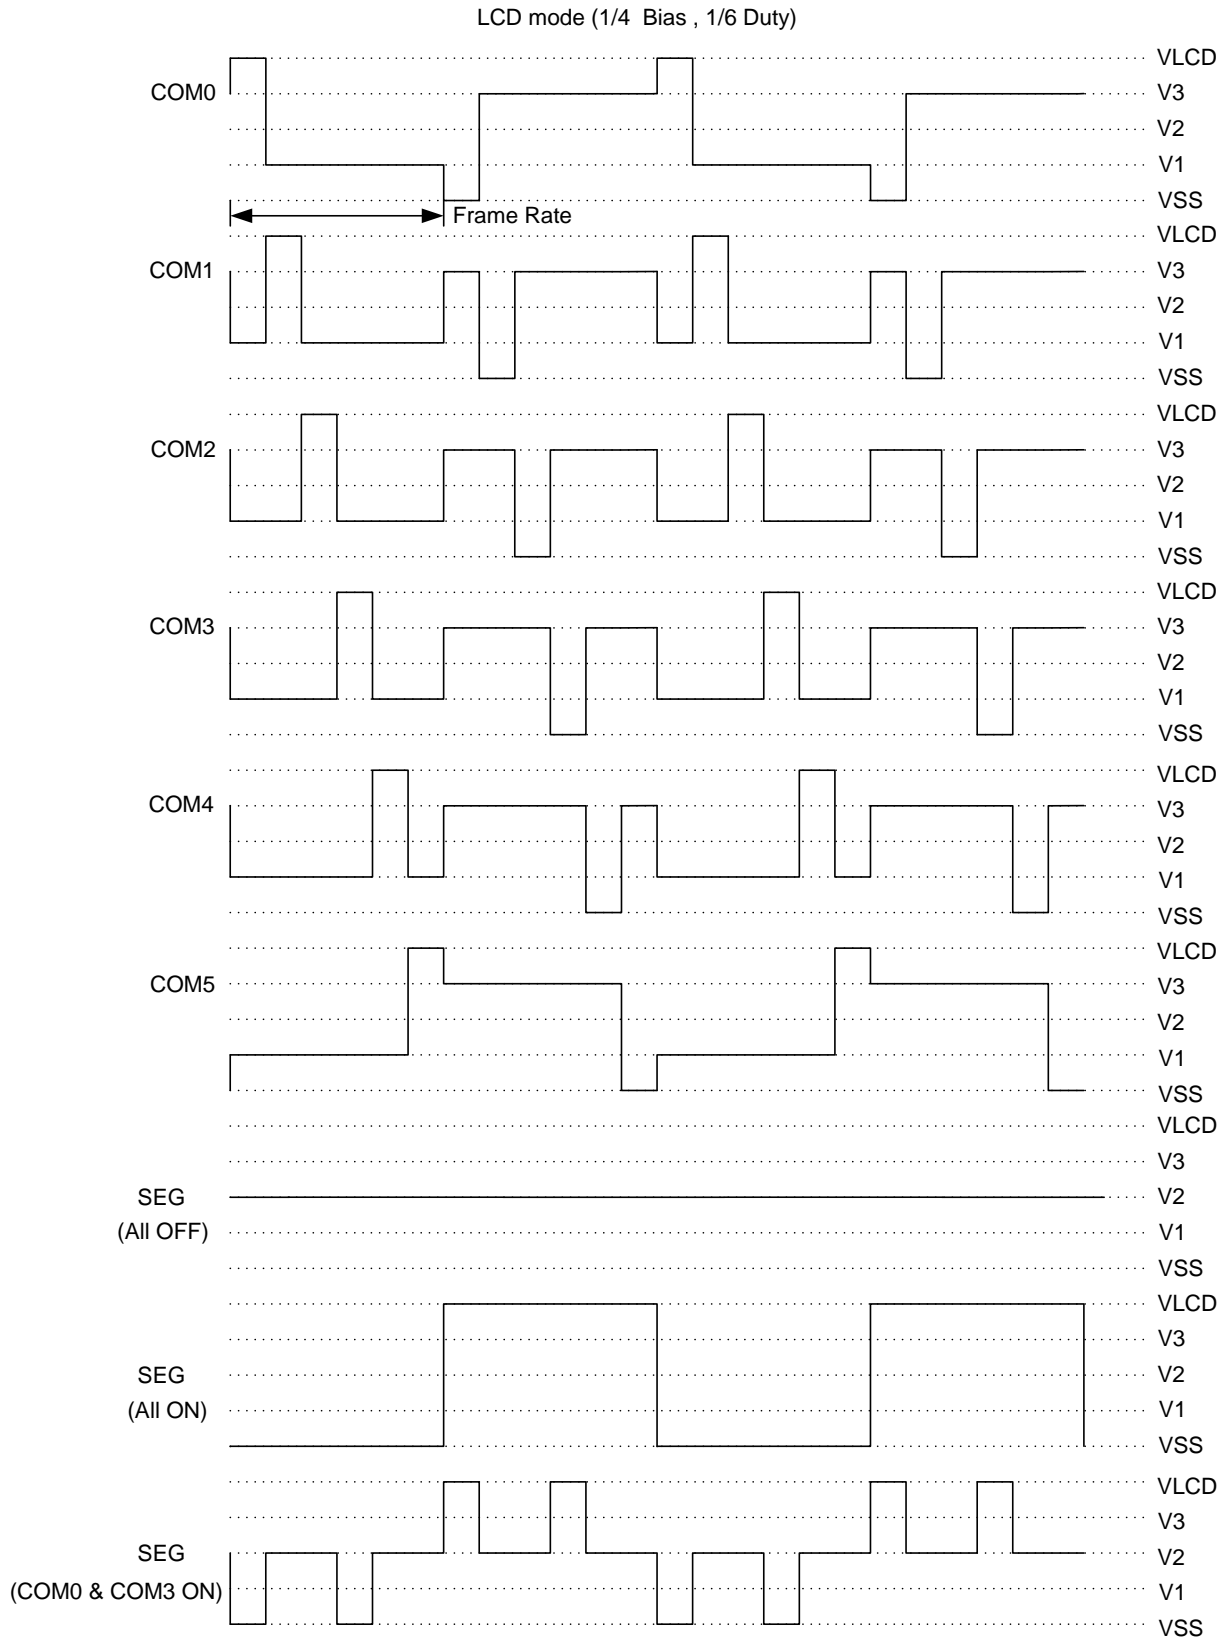 LCD mode (1/4 Bias , 1/6 Duty)
VLCD
COM0
V3
V2
V1
VSS
Frame Rate
VLCD
COM1
V3
V2
V1
VSS
VLCD
COM2
V3
V2
V1
VSS
VLCD
COM3
V3
V2
V1
VSS
VLCD
COM4
V3
V2
V1
VSS
VLCD
COM5
V3
V2
V1
VSS
VLCD
V3
SEG
V2
(All OFF)
V1
VSS
VLCD
V3
SEG
V2
(All ON)
V1
VSS
VLCD
V3
SEG
V2
(COM0 & COM3 ON)
V1
VSS